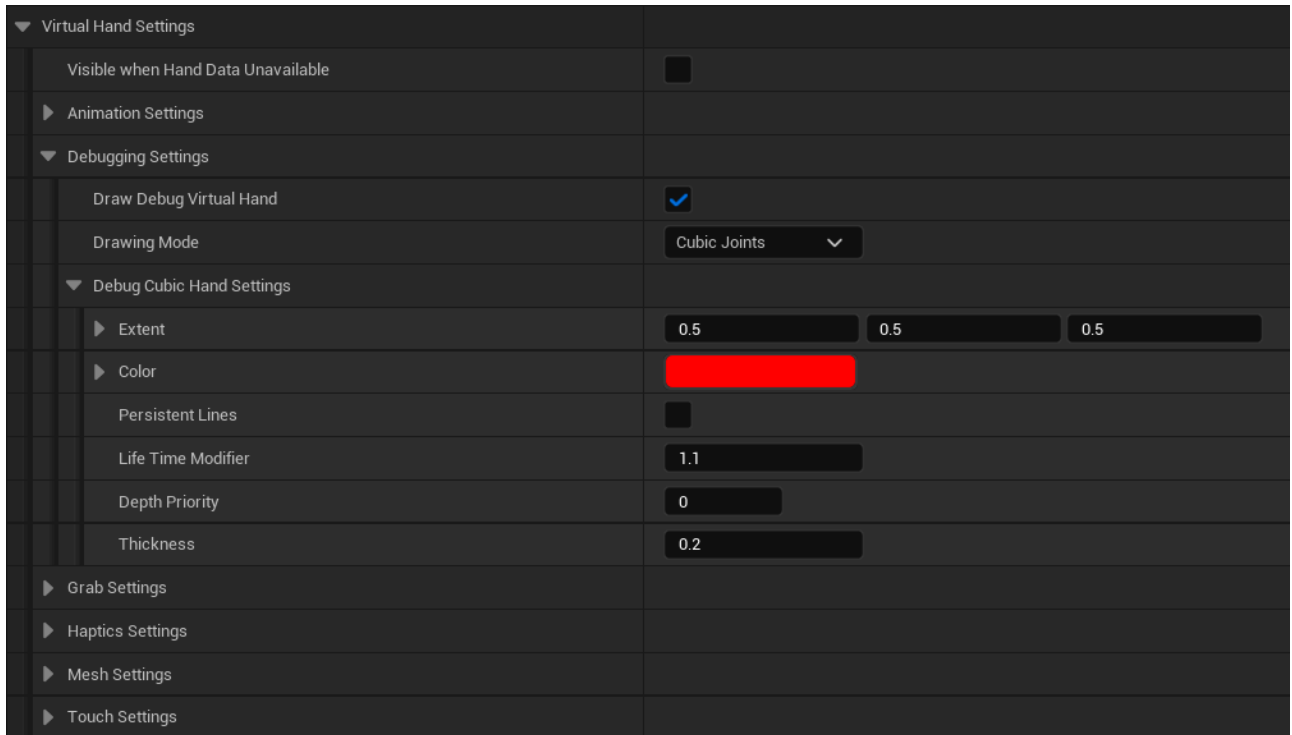 Virtual Hand Settings
Visible when Hand Data Unavailable
Animation Settings
Debugging Settings
Draw Debug Virtual Hand
Drawing Mode Cubic Joints
Debug Cubic Hand Settings
Extent 0.5 0.5 0.5
Color
Persistent Lines
Life Time Modifier 1.1
Depth Priority 0
Thickness 0.2
Grab Settings
Haptics Settings
Mesh Settings
Touch Settings